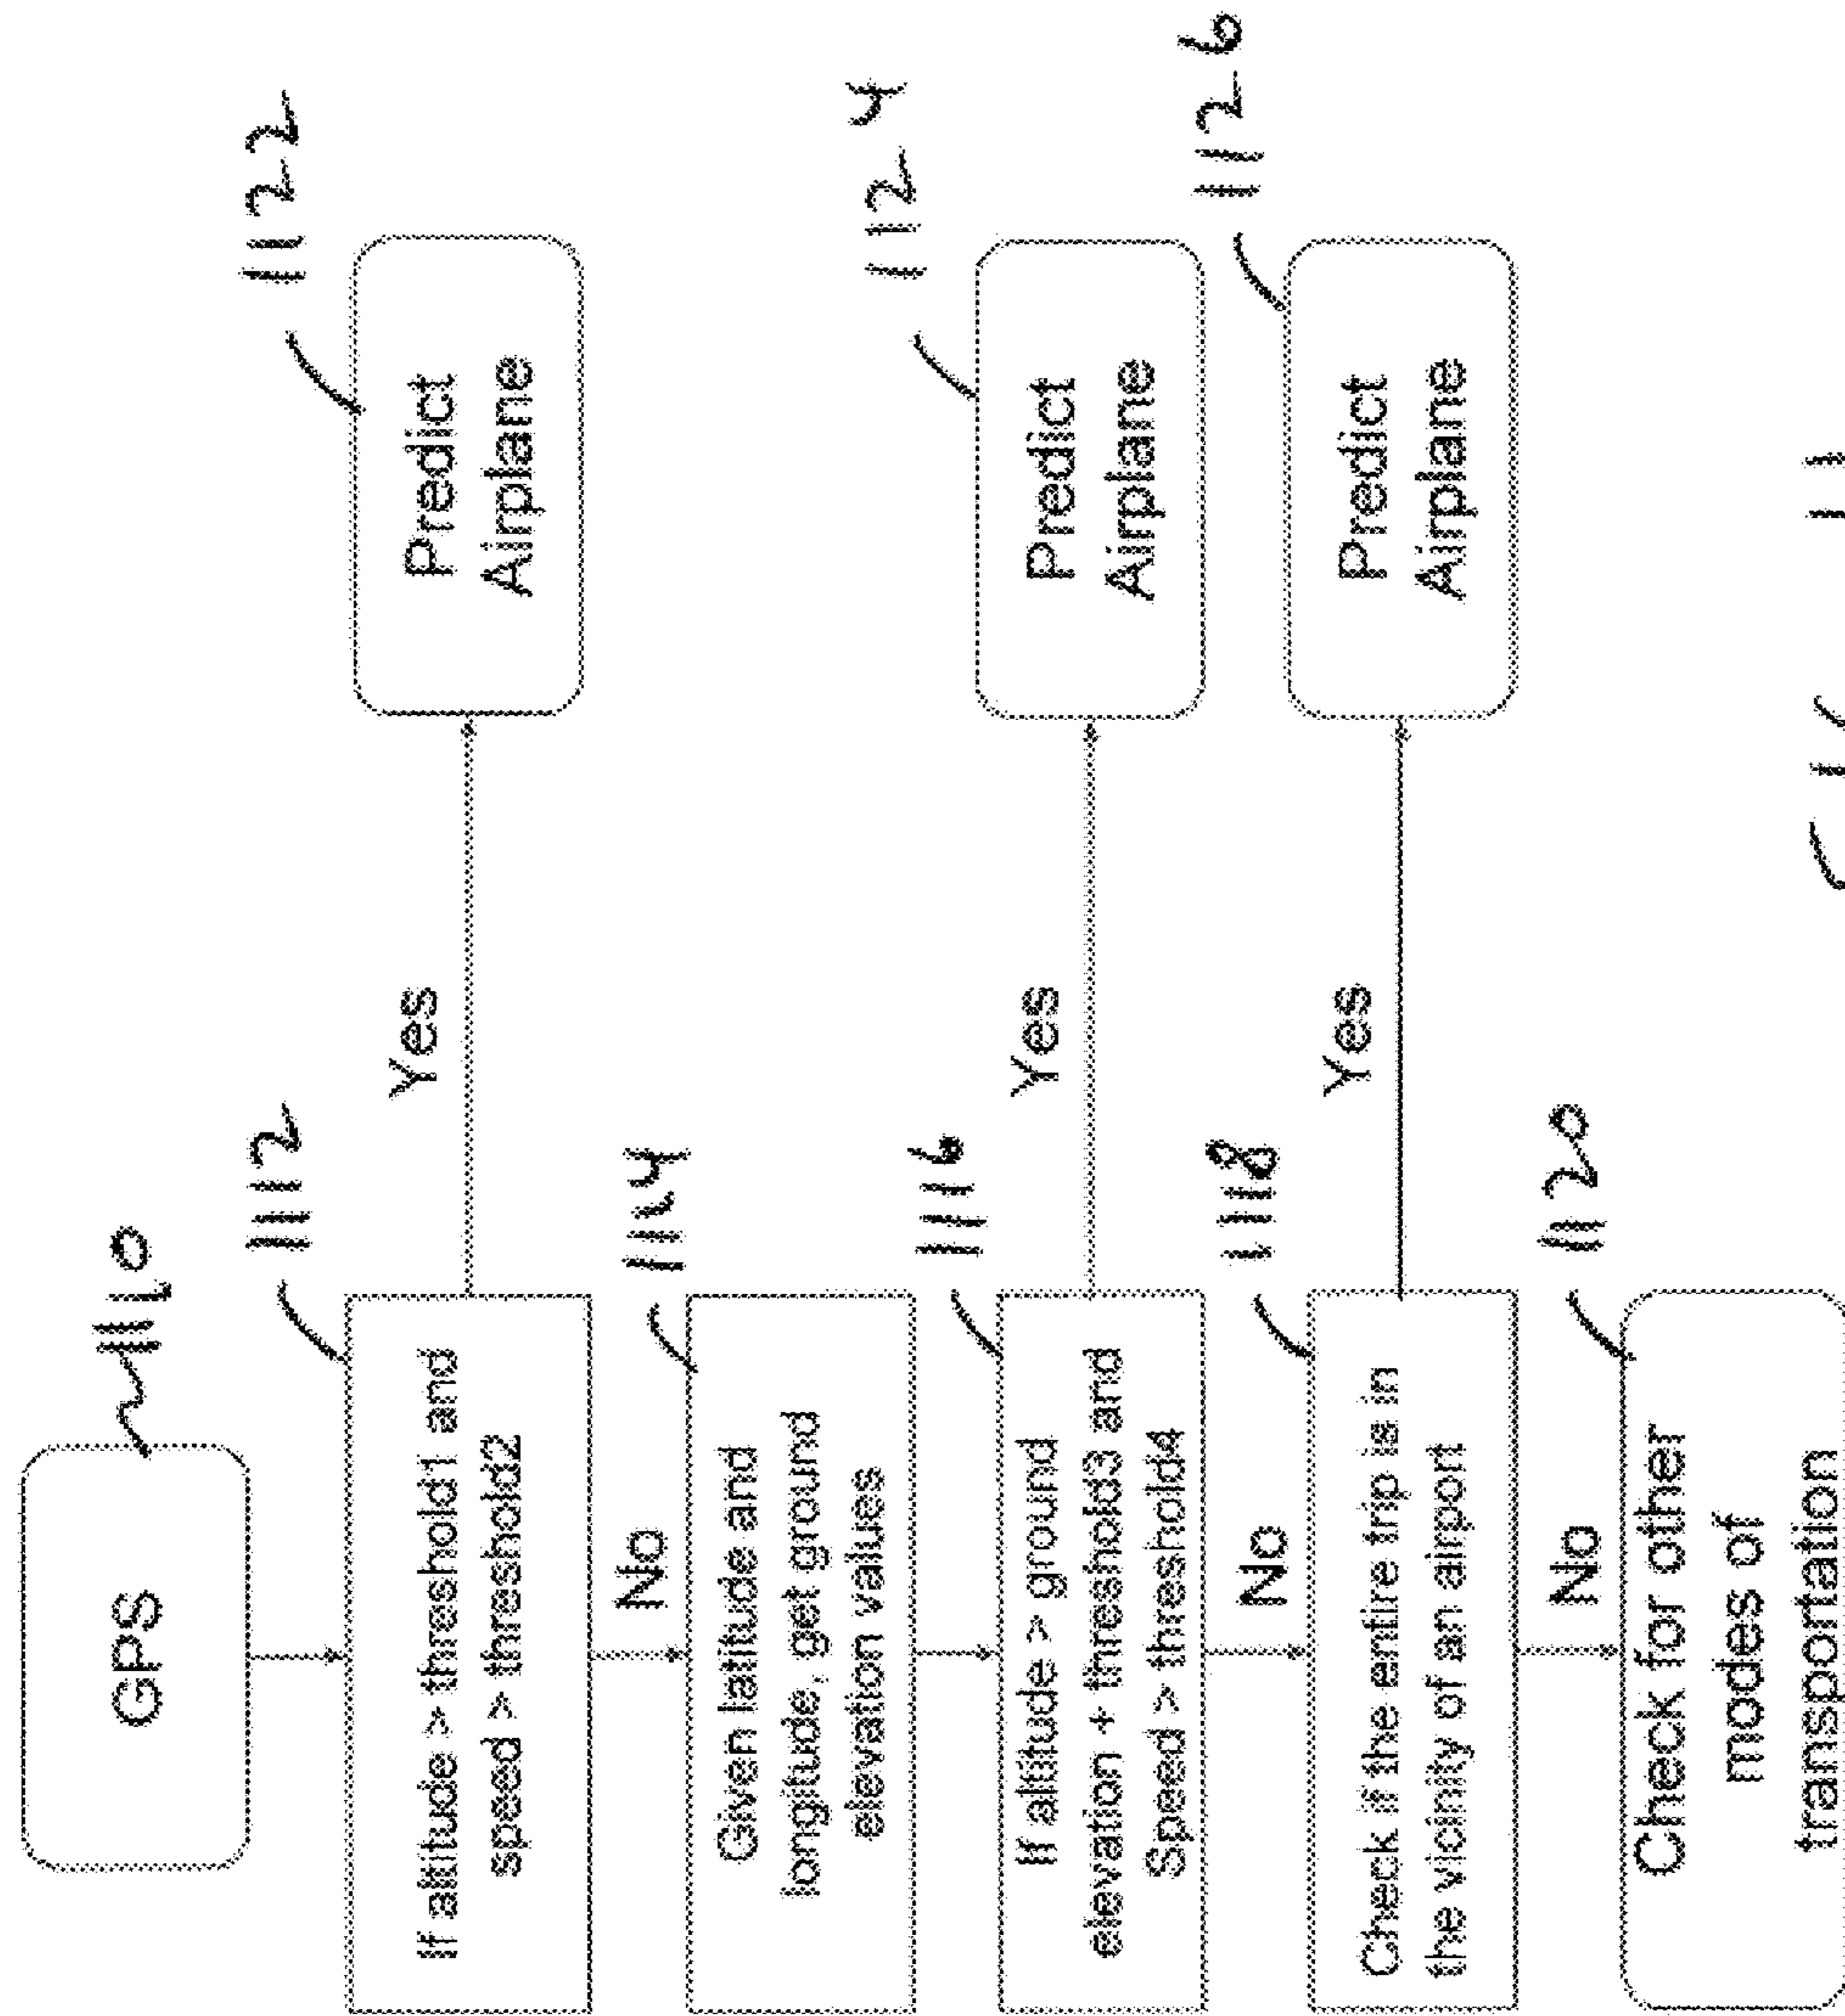 GPS
1110
If altitude > threshold1 and
speed > threshold2
1112
Yes
Predict
Airplane
1122
No
Given latitude and
longitude, get ground
elevation values
1114
If altitude > ground
elevation + threshold3 and
Speed > threshold4
1116
Yes
Predict
Airplane
1124
No
Check if the entire trip is in
the vicinity of an airport
1118
Yes
Predict
Airplane
1126
No
Check for other
modes of
transportation
1120